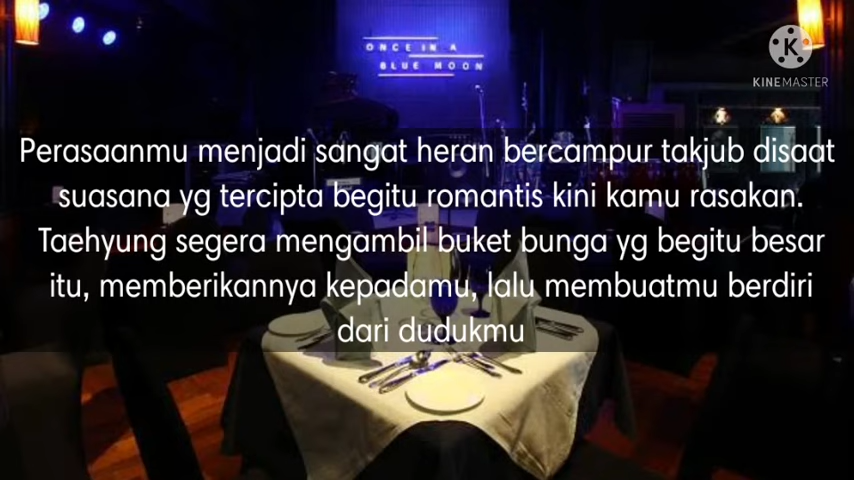 ONCE IN A
BLUE MOON
KINEMASTER
Perasaanmu menjadi sangat heran bercampur takjub disaat
suasana yg tercipta begitu romantis kini kamu rasakan.
Taehyung segera mengambil buket bunga yg begitu besar
itu, memberikannya kepadamu, lalu membuatmu berdiri
dari dudukmu